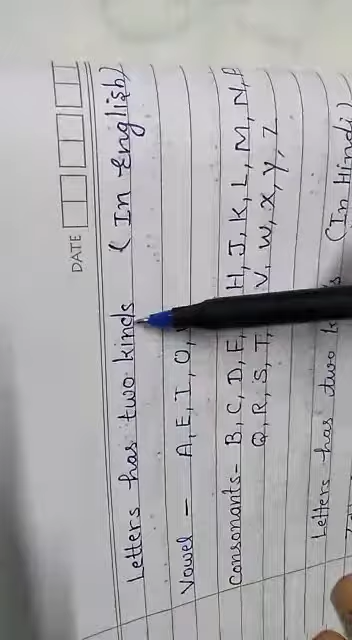 DATE
Letters has two kinds (In English)
Vowel - A, E, I, O,
Consonants- B, C, D, F, H, J, K, L, M, N, P
Q, R, S, T, V, W, X, Y, Z
Letters has two (In Hindi)